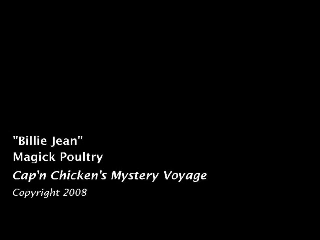 "Billie Jean"
Magick Poultry
Cap'n Chicken's Mystery Voyage
Copyright 2008